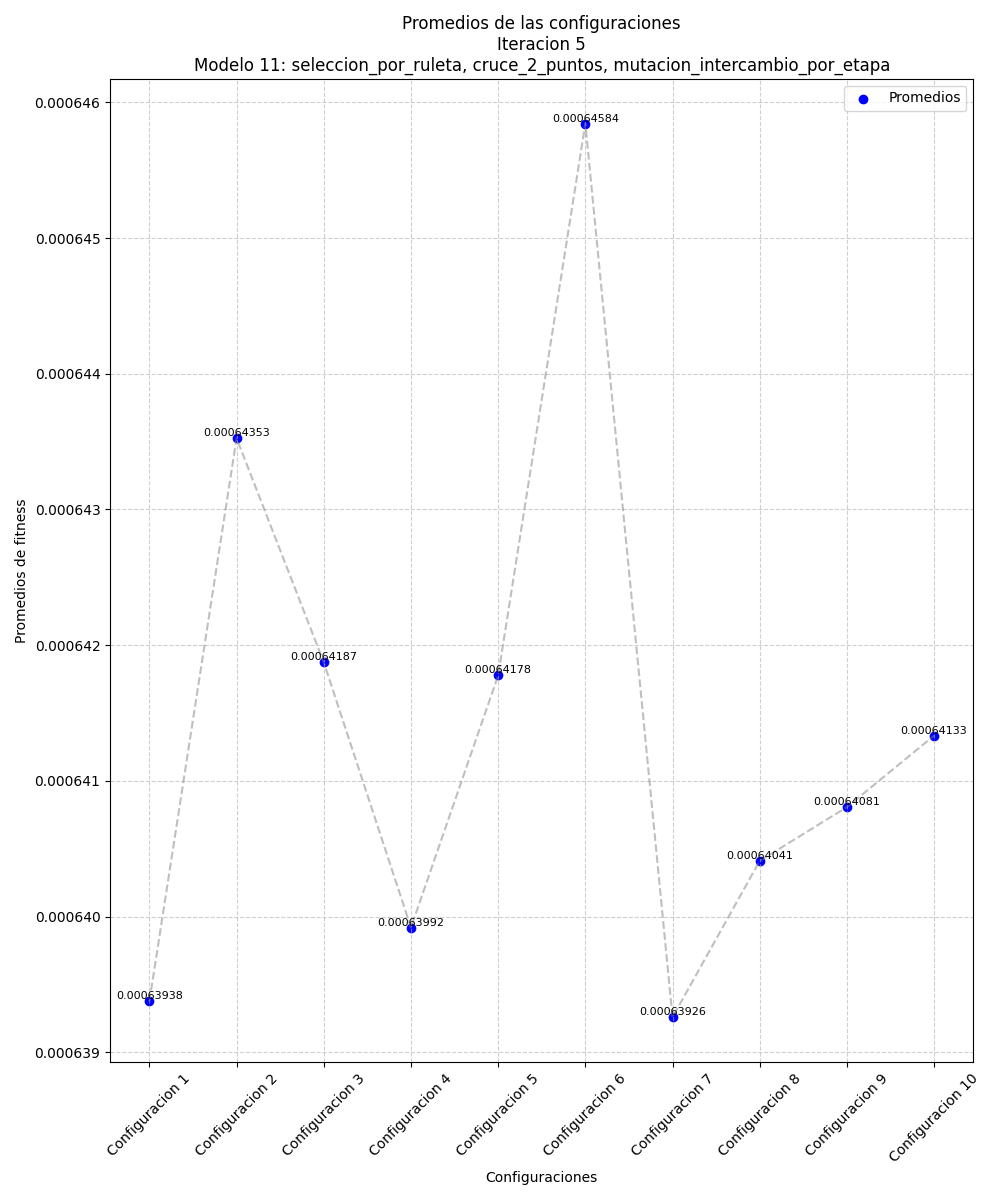 Promedios de las configuraciones
Iteracion 5
Modelo 11: seleccion_por_ruleta, cruce_2_puntos, mutacion_intercambio_por_etapa
Promedios
0.000646
0.000645
0.000644
0.000643
0.000642
0.000641
0.000640
0.000639
Promedios de fitness
0.00063938
0.00064353
0.00064187
0.00063992
0.00064178
0.00064584
0.00063926
0.00064041
0.00064081
0.00064133
Configuracion 1
Configuracion 2
Configuracion 3
Configuracion 4
Configuracion 5
Configuracion 6
Configuracion 7
Configuracion 8
Configuracion 9
Configuracion 10
Configuraciones